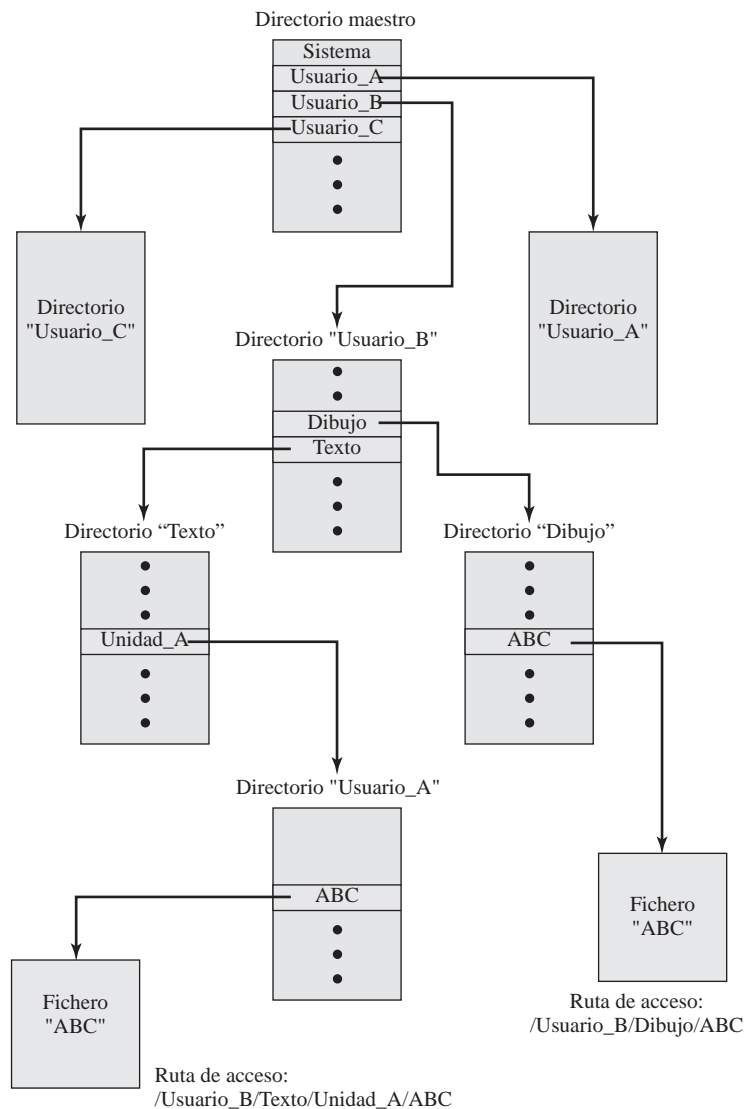 Directorio maestro
Sistema
Usuario_A
Usuario_B
Usuario_C
Directorio
"Usuario_C"
Directorio
"Usuario_A"
Directorio "Usuario_B"
Dibujo
Texto
Directorio “Texto”
Directorio “Dibujo”
Unidad_A
ABC
Directorio "Usuario_A"
ABC
Fichero
"ABC"
Ruta de acceso:
/Usuario_B/Dibujo/ABC
Fichero
"ABC"
Ruta de acceso:
/Usuario_B/Texto/Unidad_A/ABC